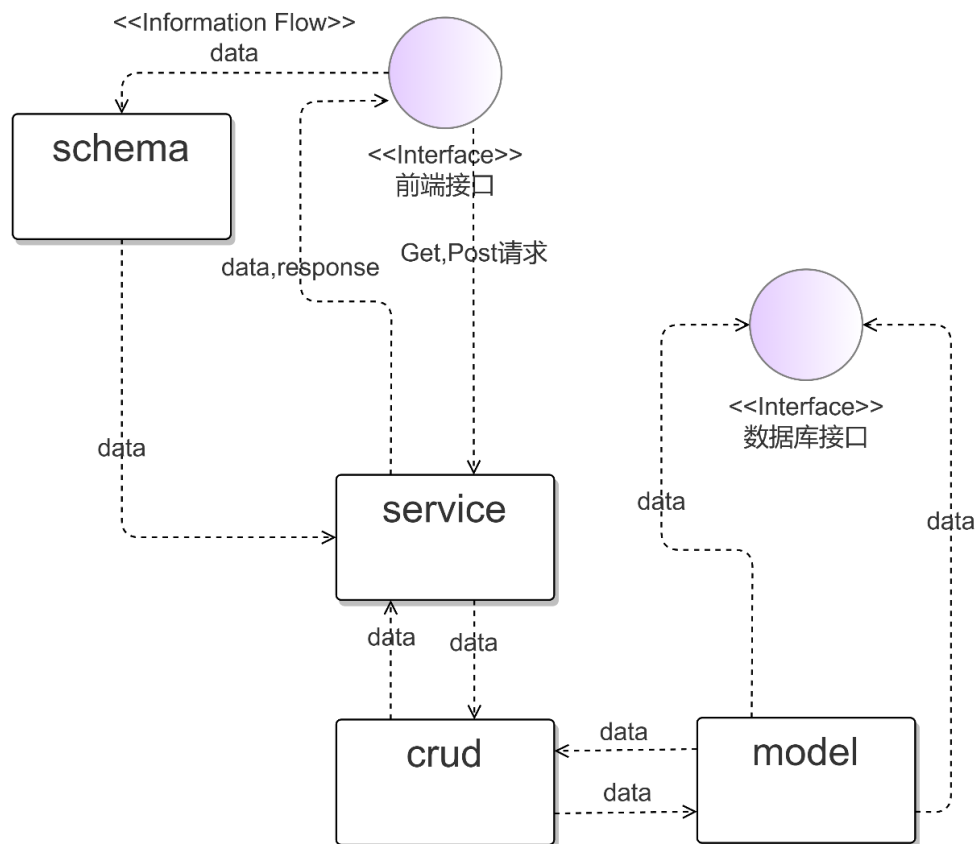 <<Information Flow>>
data
schema
<<Interface>>
前端接口
data,response
Get,Post请求
<<Interface>>
数据库接口
data
service
data
data
data
data
crud
data
data
model